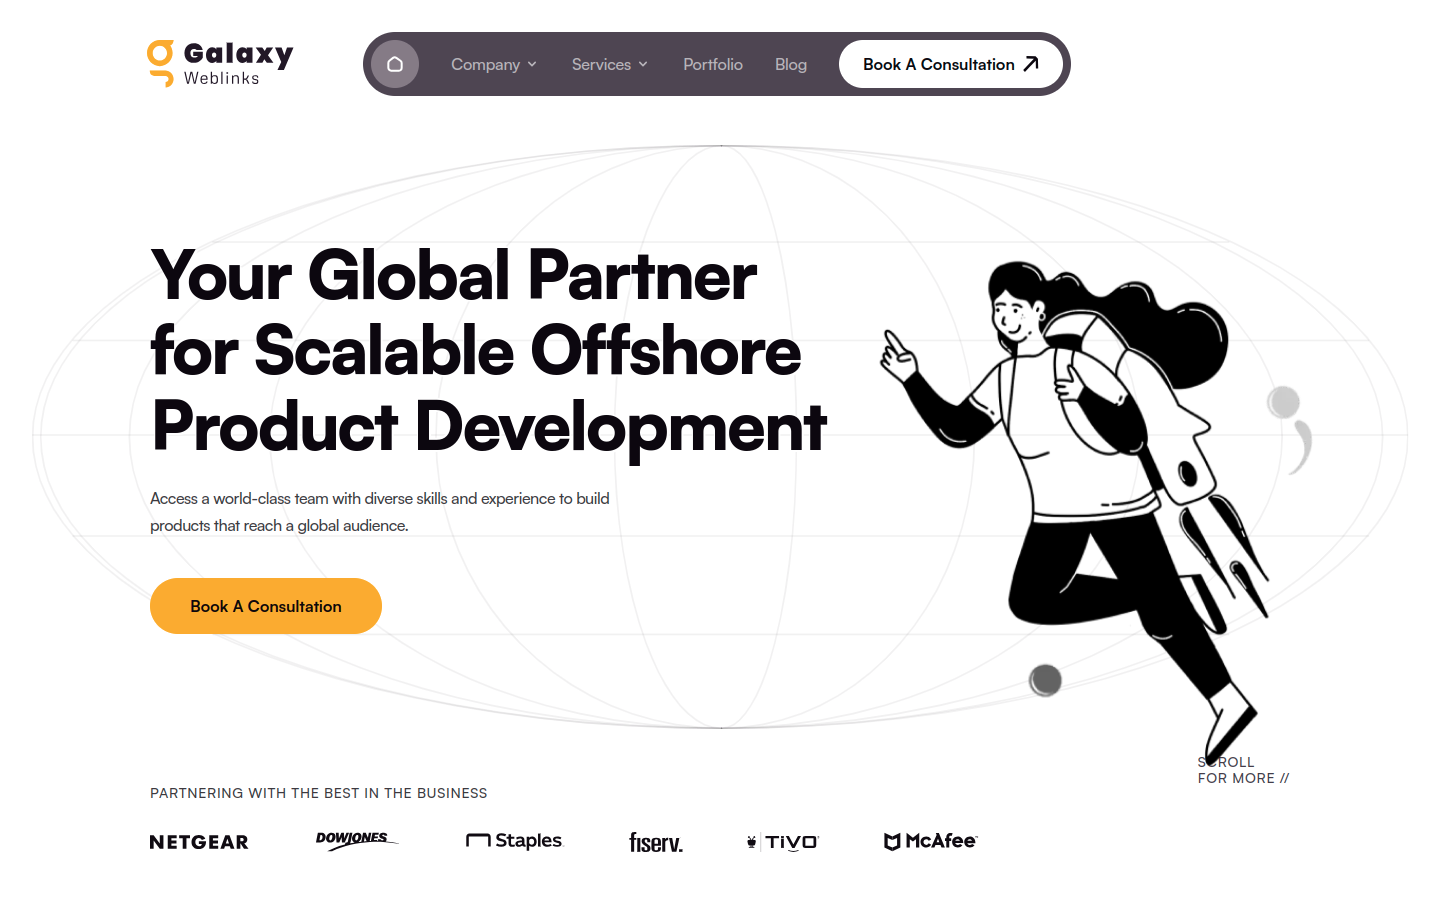 Galaxy
Weblinks
Company
Services
Portfolio
Blog
Book A Consultation
Your Global Partner
for Scalable Offshore
Product Development
Access a world-class team with diverse skills and experience to build
products that reach a global audience.
Book A Consultation
SCROLL
FOR MORE //
PARTNERING WITH THE BEST IN THE BUSINESS
NETGEAR
DOWJONES
Staples
fiserv.
TiVO
McAfee